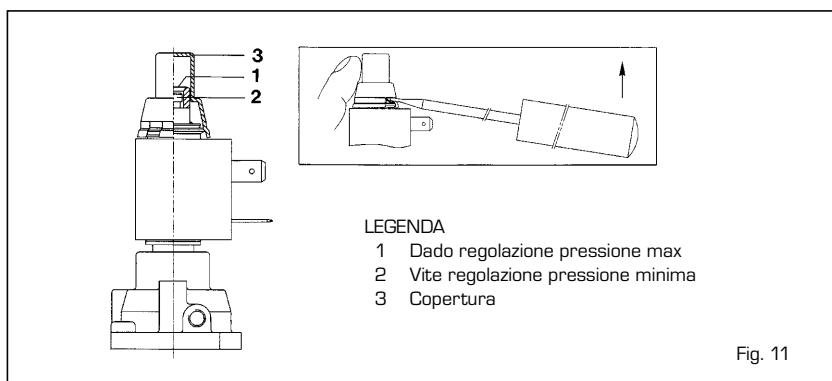 3
1
2
LEGENDA
1 Dado regolazione pressione max
2 Vite regolazione pressione minima
3 Copertura
Fig. 11